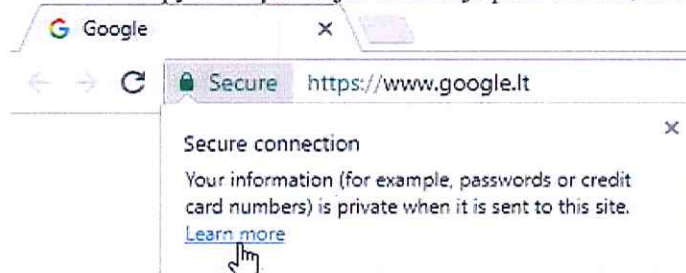 Google
Secure https://www.google.lt
Secure connection
Your information (for example, passwords or credit
card numbers) is private when it is sent to this site.
Learn more